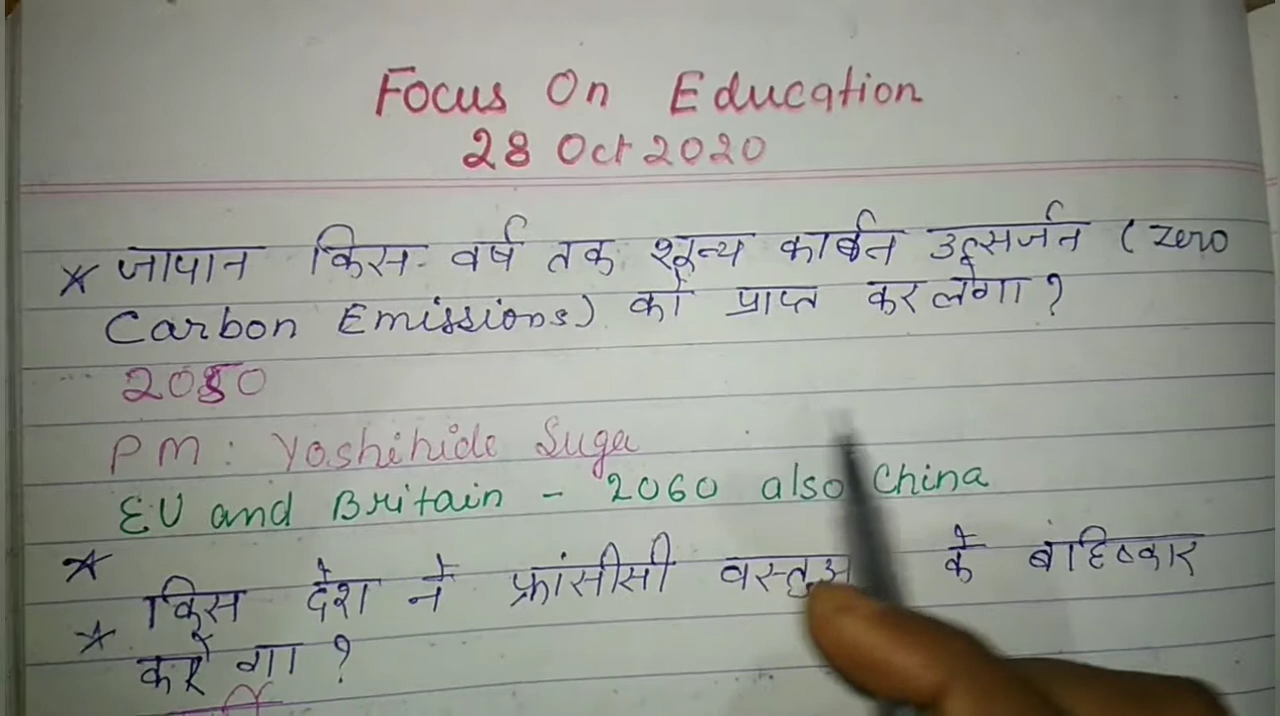 Focus On Education
28 Oct 2020
* जापान किस वर्ष तक शून्य कार्बन उत्सर्जन (zero
Carbon Emissions) को प्राप्त कर लेगा?
2050
PM: Yoshihide Suga
EU and Britain - 2060 also China
*
किस देश ने फ्रांसीसी के बहिष्कार
*
करेगा?